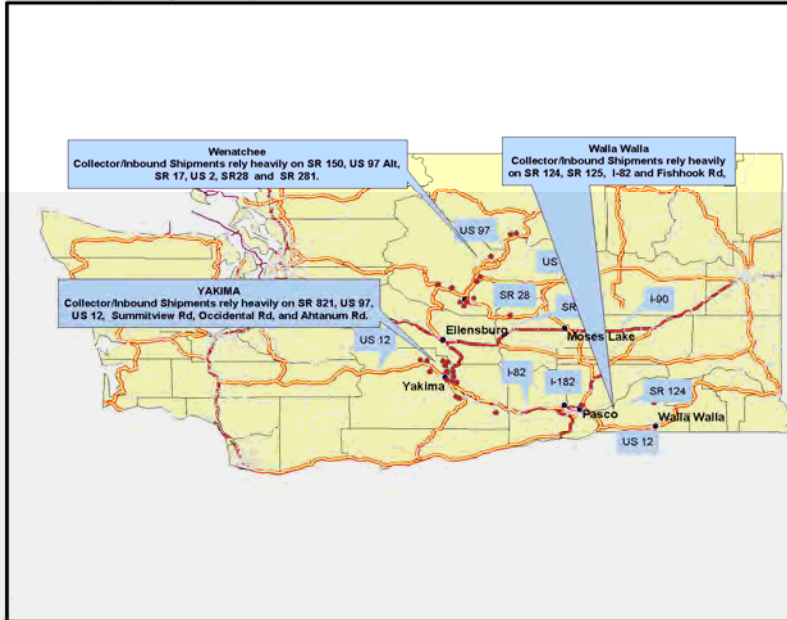 Wenatchee
Collector/Inbound Shipments rely heavily on SR 150, US 97 Alt,
SR 17, US 2, SR28 and SR 281.
Walla Walla
Collector/Inbound Shipments rely heavily
on SR 124, SR 125, I-82 and Fishhook Rd,
US 97
US
YAKIMA
Collector/Inbound Shipments rely heavily on SR 821, US 97,
US 12, Summitview Rd, Occidental Rd, and Ahtanum Rd.
SR 28
SR
I-90
Ellensburg
Moses Lake
US 12
I-82
I-182
Yakima
SR 124
Pasco
Walla Walla
US 12